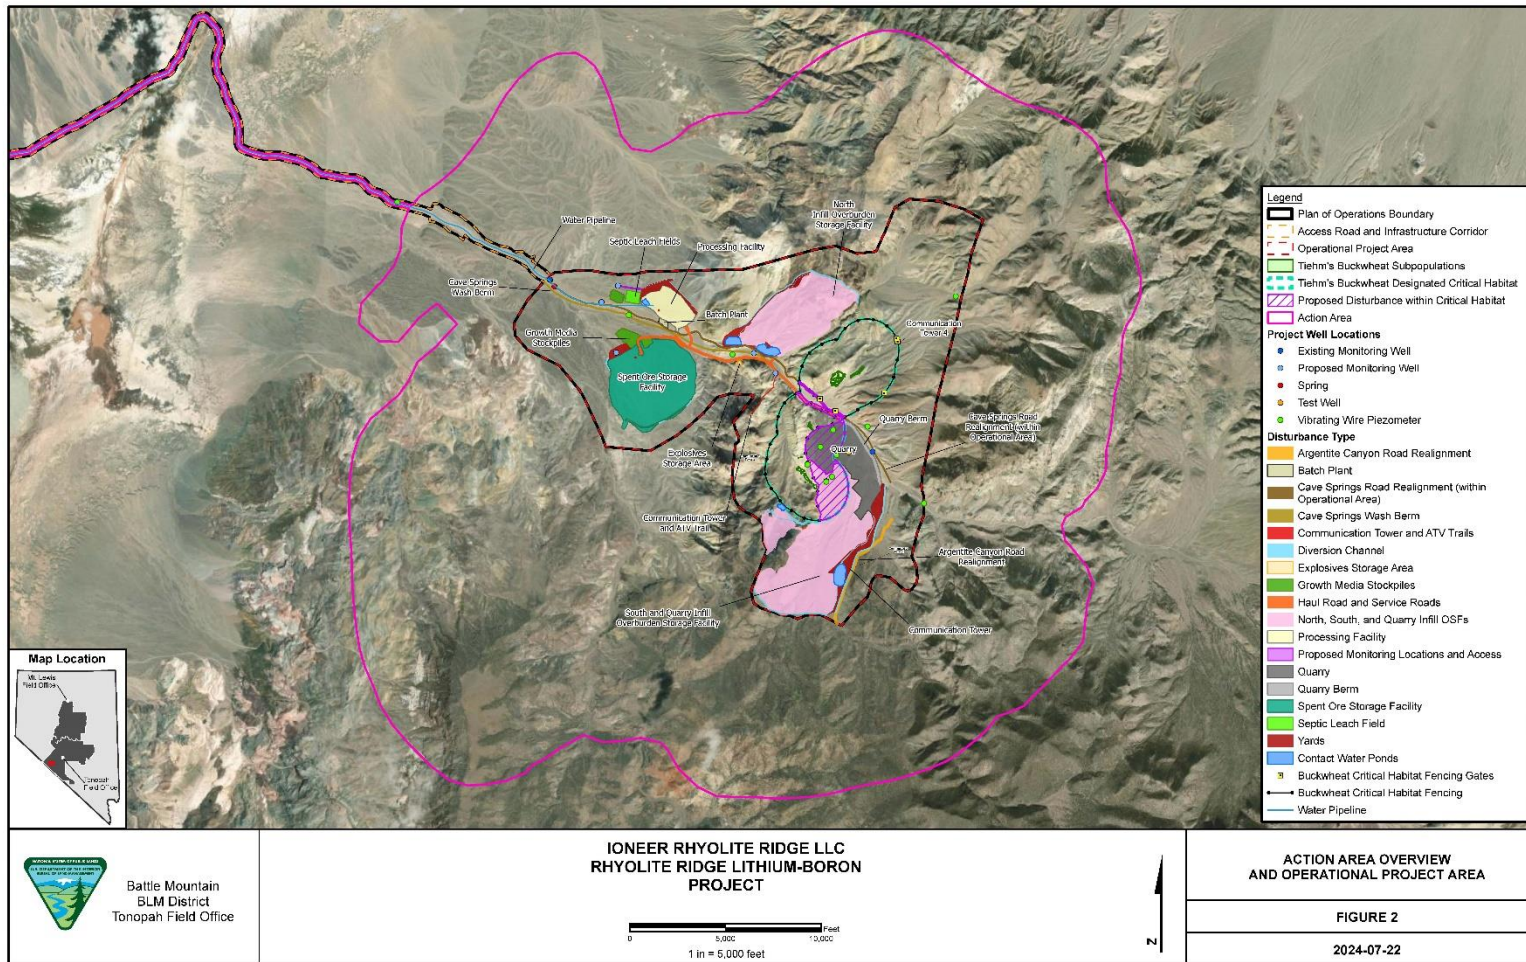 Water Pipeline
Septic Leach Fields
Processing Facility
North
Infill Overburden
Storage Facility
Cave Springs
Wash Berm
Batch Plant
Growth Media
Stockpiles
Communication
Tower 4
Spent Ore Storage
Facility
Quarry Berm
Cave Springs Road
Realignment (within
Operational Area)
Explosives
Storage Area
Quarry
Communication Tower
and ATV Trail
Argentite Canyon Road
Realignment
South and Quarry Infill
Overburden Storage Facility
Communication Tower
Legend
Plan of Operations Boundary
Access Road and Infrastructure Corridor
Operational Project Area
Tiehm's Buckwheat Subpopulations
Tiehm's Buckwheat Designated Critical Habitat
Proposed Disturbance within Critical Habitat
Action Area
Project Well Locations
Existing Monitoring Well
Proposed Monitoring Well
Spring
Test Well
Vibrating Wire Piezometer
Disturbance Type
Argentite Canyon Road Realignment
Batch Plant
Cave Springs Road Realignment (within
Operational Area)
Cave Springs Wash Berm
Communication Tower and ATV Trails
Diversion Channel
Explosives Storage Area
Growth Media Stockpiles
Haul Road and Service Roads
North, South, and Quarry Infill OSFs
Processing Facility
Proposed Monitoring Locations and Access
Quarry
Quarry Berm
Spent Ore Storage Facility
Septic Leach Field
Yards
Contact Water Ponds
Buckwheat Critical Habitat Fencing Gates
Buckwheat Critical Habitat Fencing
Water Pipeline
Map Location
Mt. Lewis
Field Office
Tonopah
Field Office
Battle Mountain
BLM District
Tonopah Field Office
IONEER RHYOLITE RIDGE LLC
RHYOLITE RIDGE LITHIUM-BORON
PROJECT
0 5,000 10,000 Feet
1 in = 5,000 feet
N
ACTION AREA OVERVIEW
AND OPERATIONAL PROJECT AREA
FIGURE 2
2024-07-22